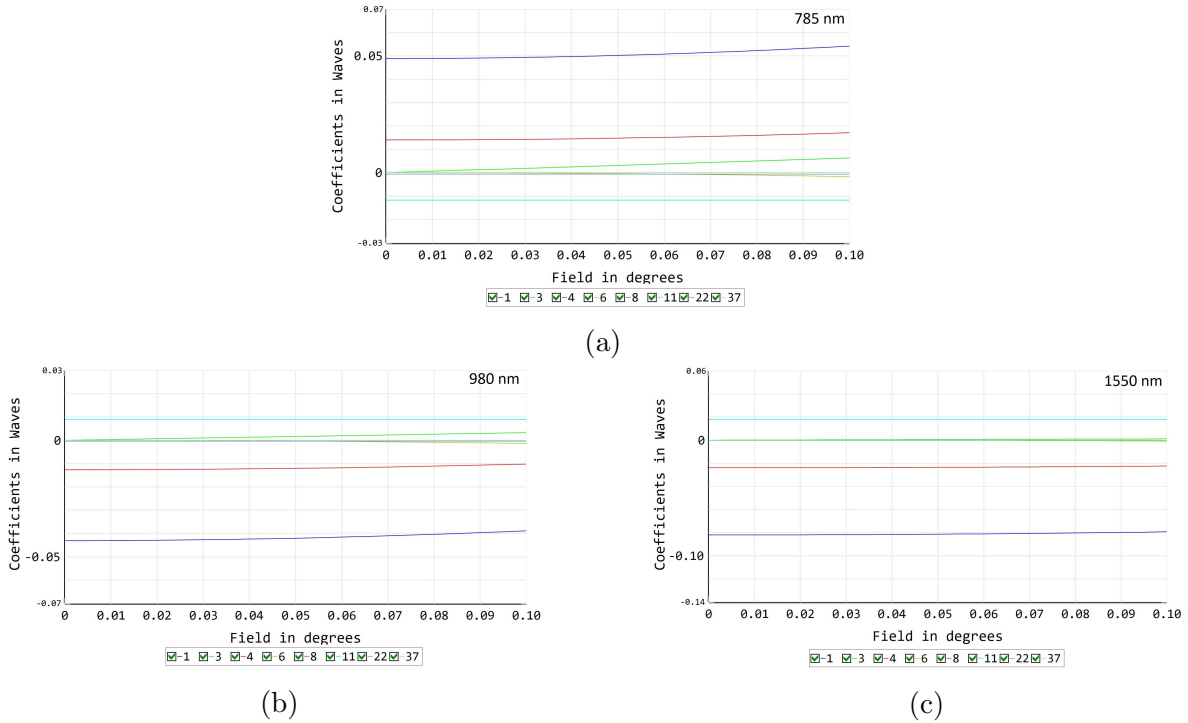 785 nm
0.07
0.05
0
-0.03
Coefficients in Waves
0 0.01 0.02 0.03 0.04 0.05 0.06 0.07 0.08 0.09 0.10
Field in degrees
1 3 4 6 8 11 22 37
(a)
980 nm
0.03
0
-0.05
-0.07
Coefficients in Waves
0 0.01 0.02 0.03 0.04 0.05 0.06 0.07 0.08 0.09 0.10
Field in degrees
1 3 4 6 8 11 22 37
(b)
1550 nm
0.06
0
-0.10
-0.14
Coefficients in Waves
0 0.01 0.02 0.03 0.04 0.05 0.06 0.07 0.08 0.09 0.10
Field in degrees
1 3 4 6 8 11 22 37
(c)